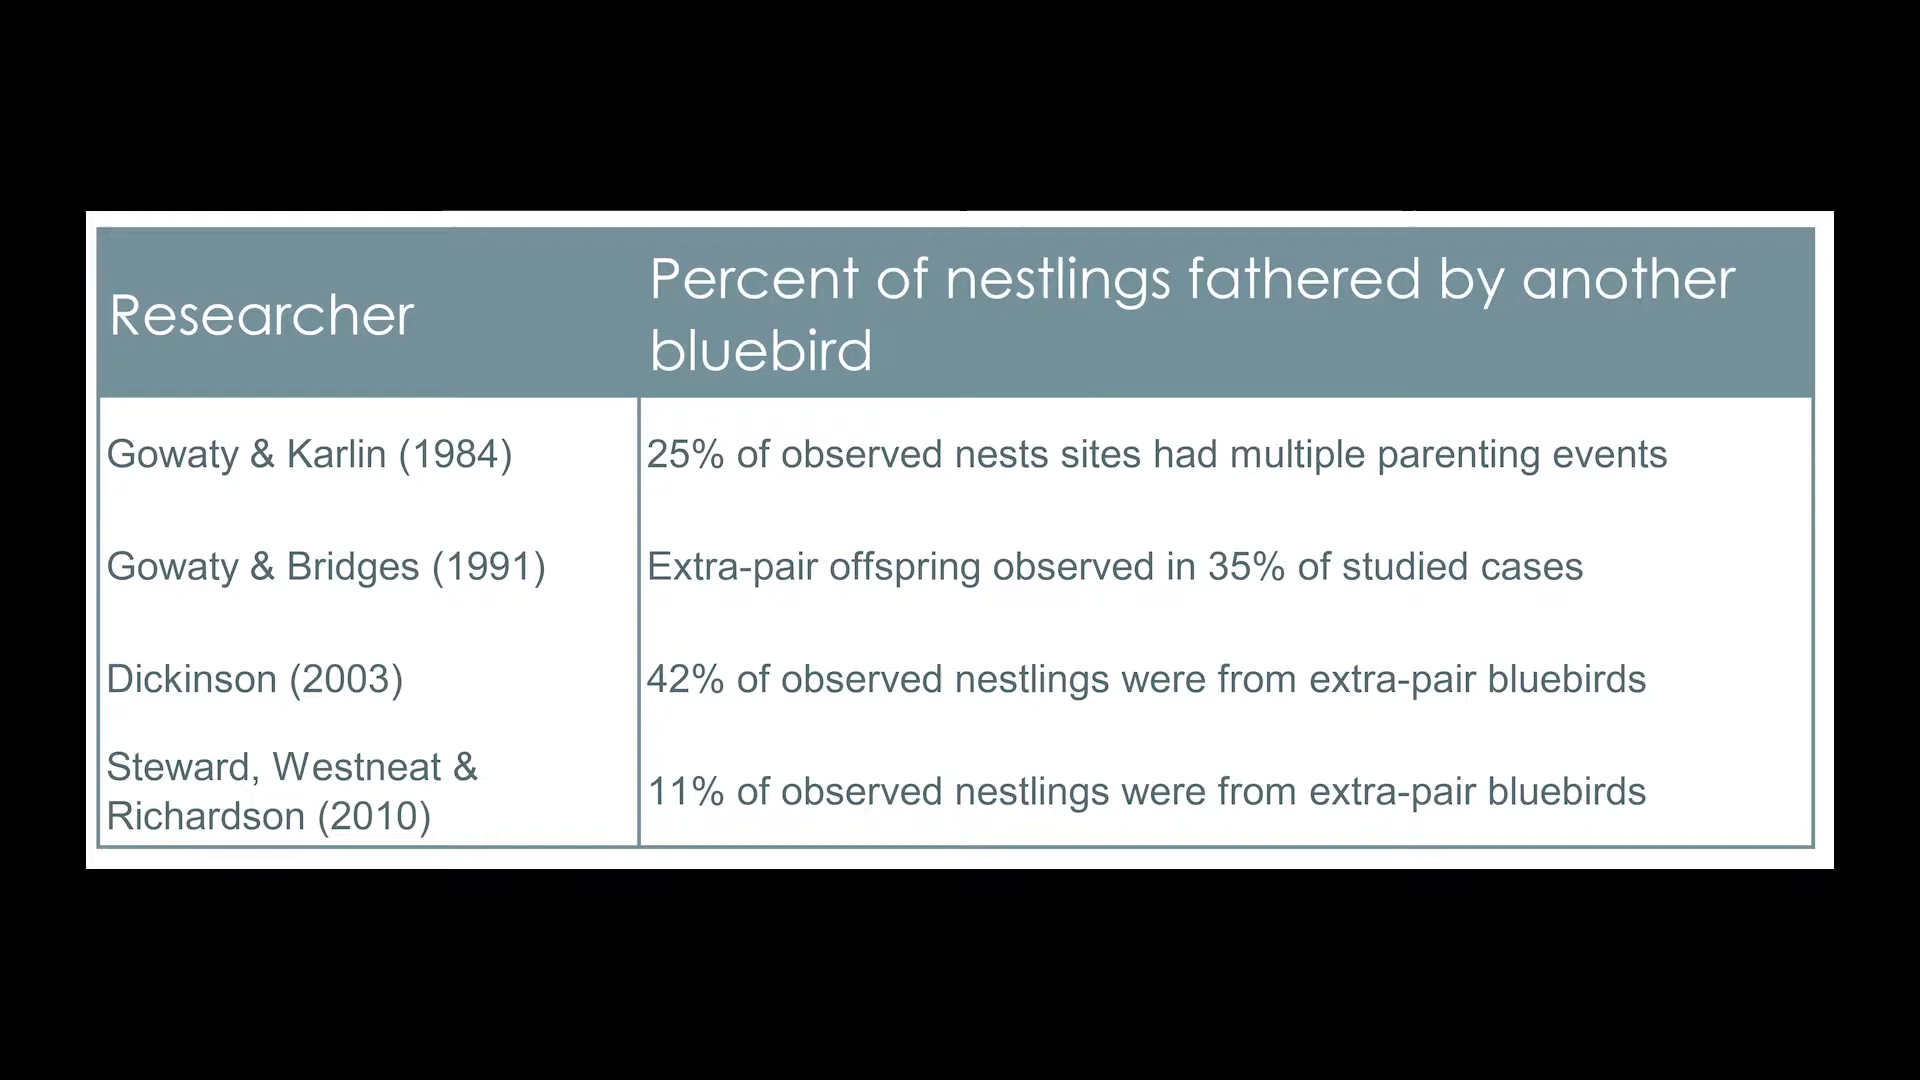 Researcher
Percent of nestlings fathered by another
bluebird
Gowaty & Karlin (1984)
25% of observed nests sites had multiple parenting events
Gowaty & Bridges (1991)
Extra-pair offspring observed in 35% of studied cases
Dickinson (2003)
42% of observed nestlings were from extra-pair bluebirds
Steward, Westneat &
Richardson (2010)
11% of observed nestlings were from extra-pair bluebirds